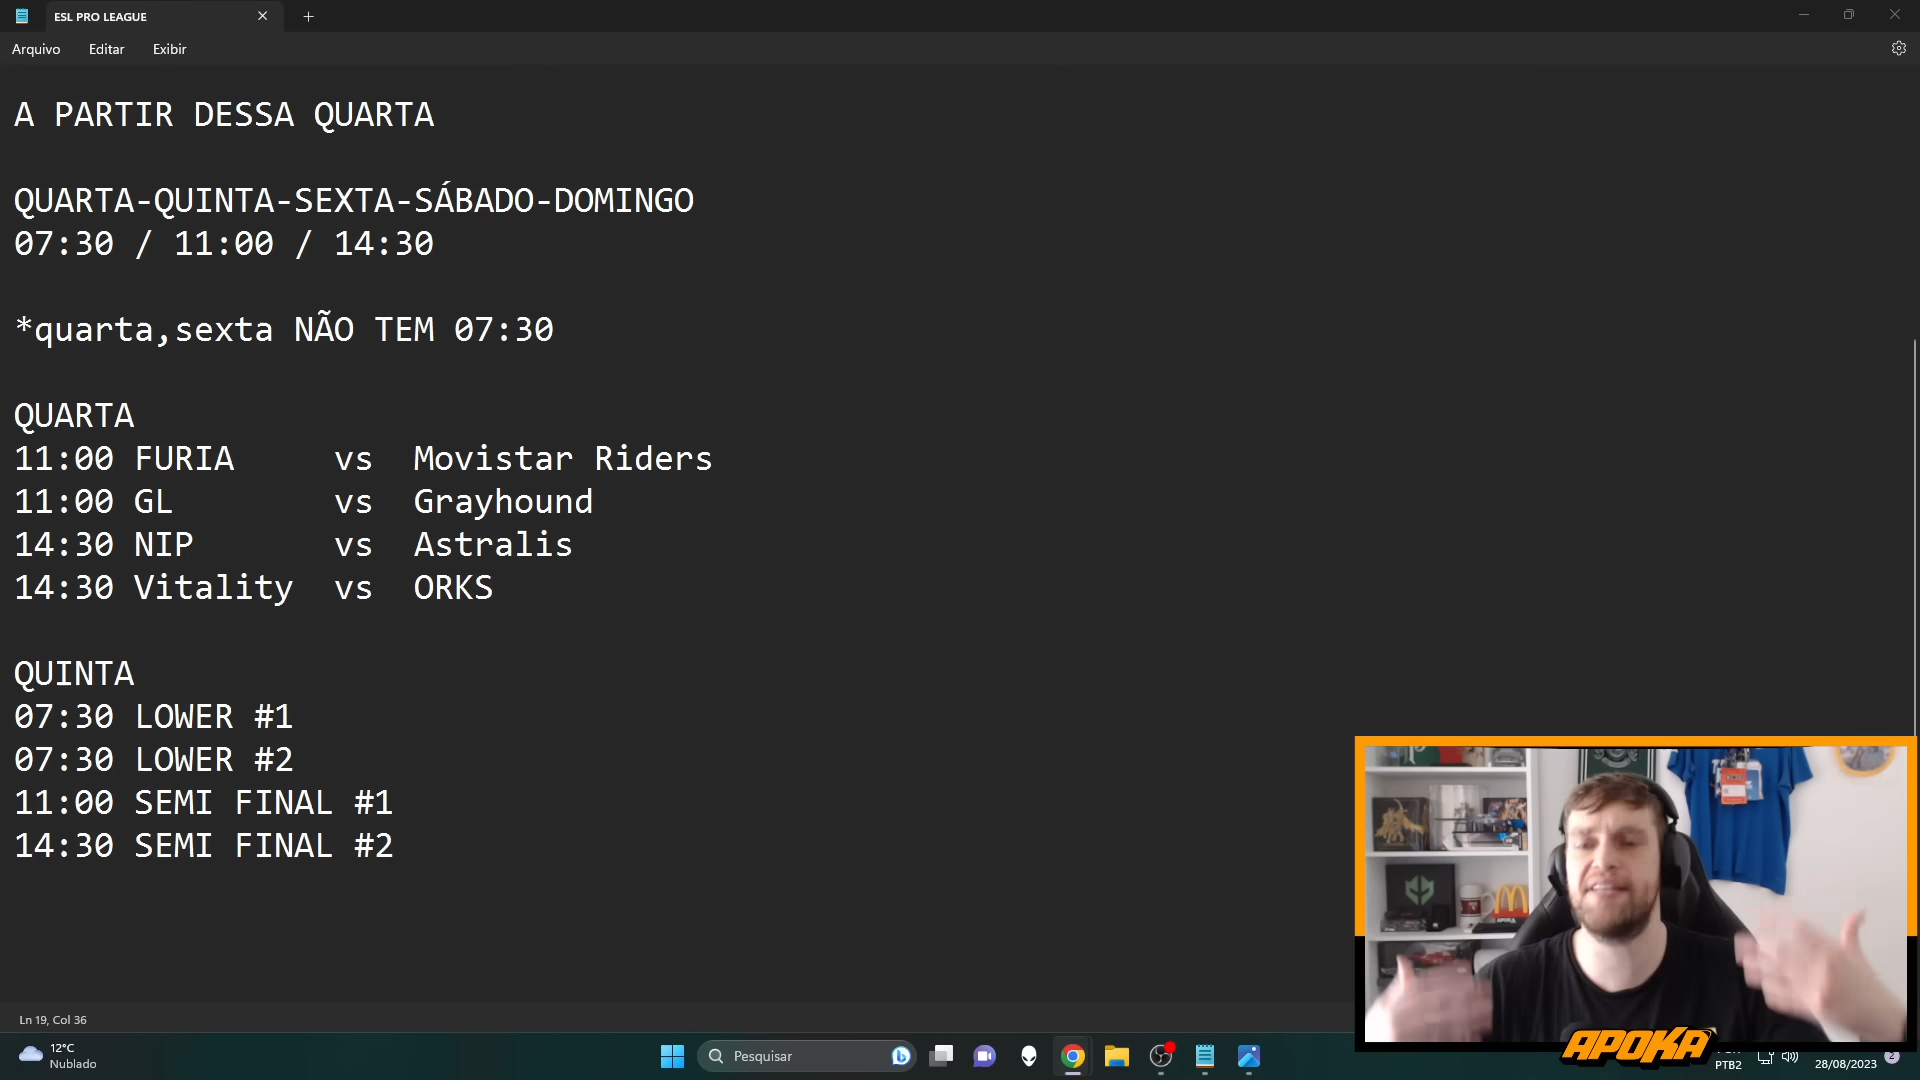 ESL PRO LEAGUE
Arquivo Editar Exibir
A PARTIR DESSA QUARTA
QUARTA-QUINTA-SEXTA-SÁBADO-DOMINGO
07:30 / 11:00 / 14:30
*quarta,sexta NÃO TEM 07:30
QUARTA
11:00 FURIA vs Movistar Riders
11:00 GL vs Grayhound
14:30 NIP vs Astralis
14:30 Vitality vs ORKS
QUINTA
07:30 LOWER #1
07:30 LOWER #2
11:00 SEMI FINAL #1
14:30 SEMI FINAL #2
Ln 19, Col 36
12°C
Nublado
Pesquisar
APOKA
PTB2
28/08/2023
2